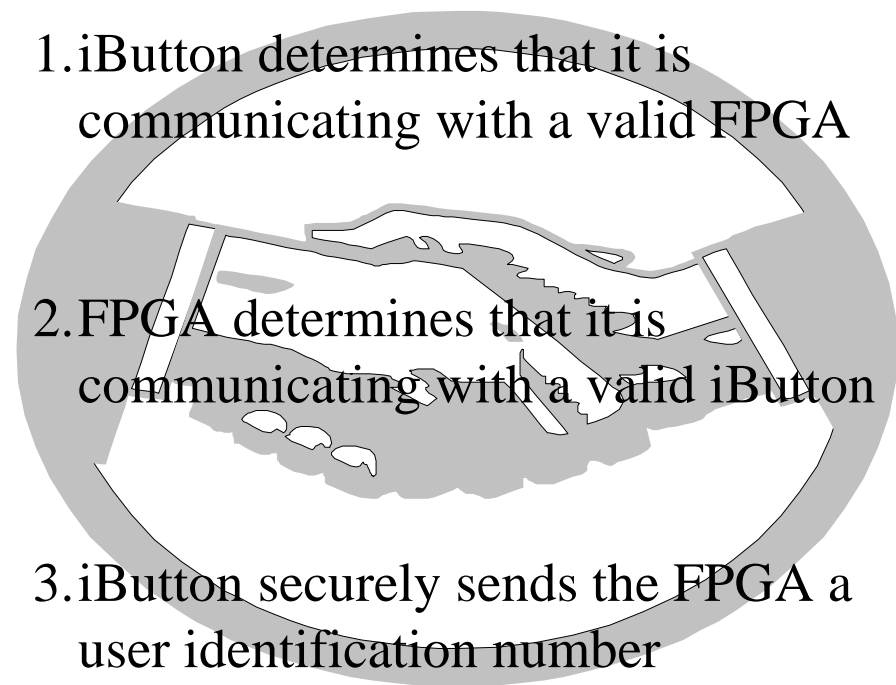 1. iButton determines that it is
communicating with a valid FPGA
2. FPGA determines that it is
communicating with a valid iButton
3. iButton securely sends the FPGA a
user identification number